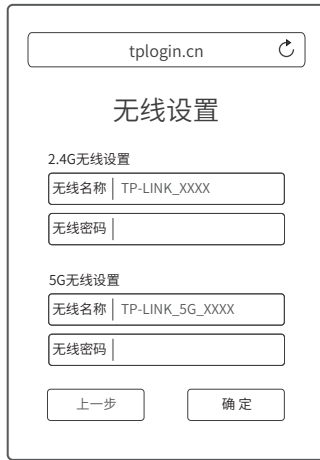 tplogin.cn
无线设置
2.4G无线设置
无线名称 TP-LINK_XXXX
无线密码
5G无线设置
无线名称 TP-LINK_5G_XXXX
无线密码
上一步 确 定